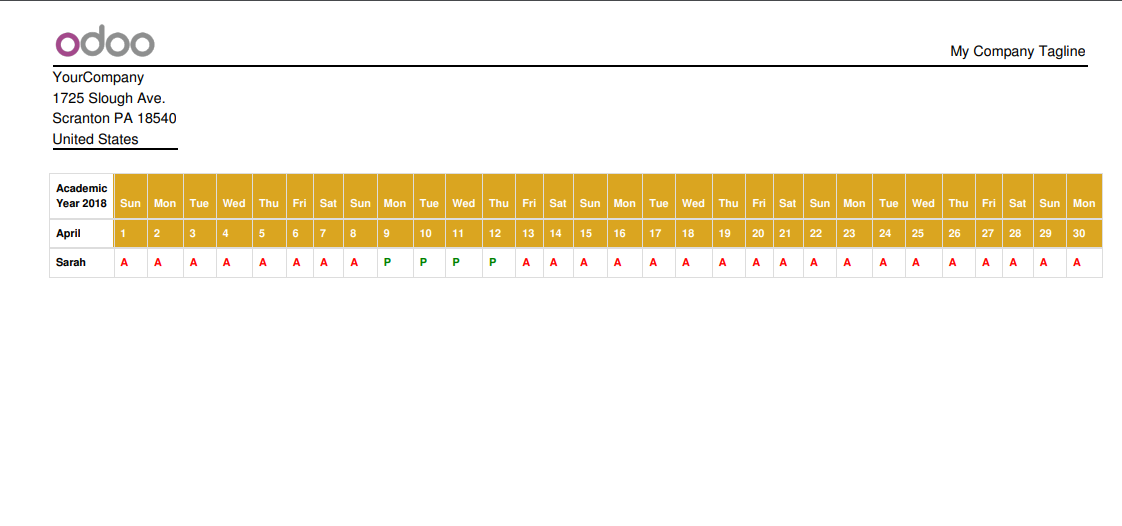 odoo
My Company Tagline
YourCompany
1725 Slough Ave.
Scranton PA 18540
United States
Academic Year 2018 Sun Mon Tue Wed Thu Fri Sat Sun Mon Tue Wed Thu Fri Sat Sun Mon Tue Wed Thu Fri Sat Sun Mon Tue Wed Thu Fri Sat Sun Mon
April 1 2 3 4 5 6 7 8 9 10 11 12 13 14 15 16 17 18 19 20 21 22 23 24 25 26 27 28 29 30
Sarah A A A A A A A A P P P P A A A A A A A A A A A A A A A A A A